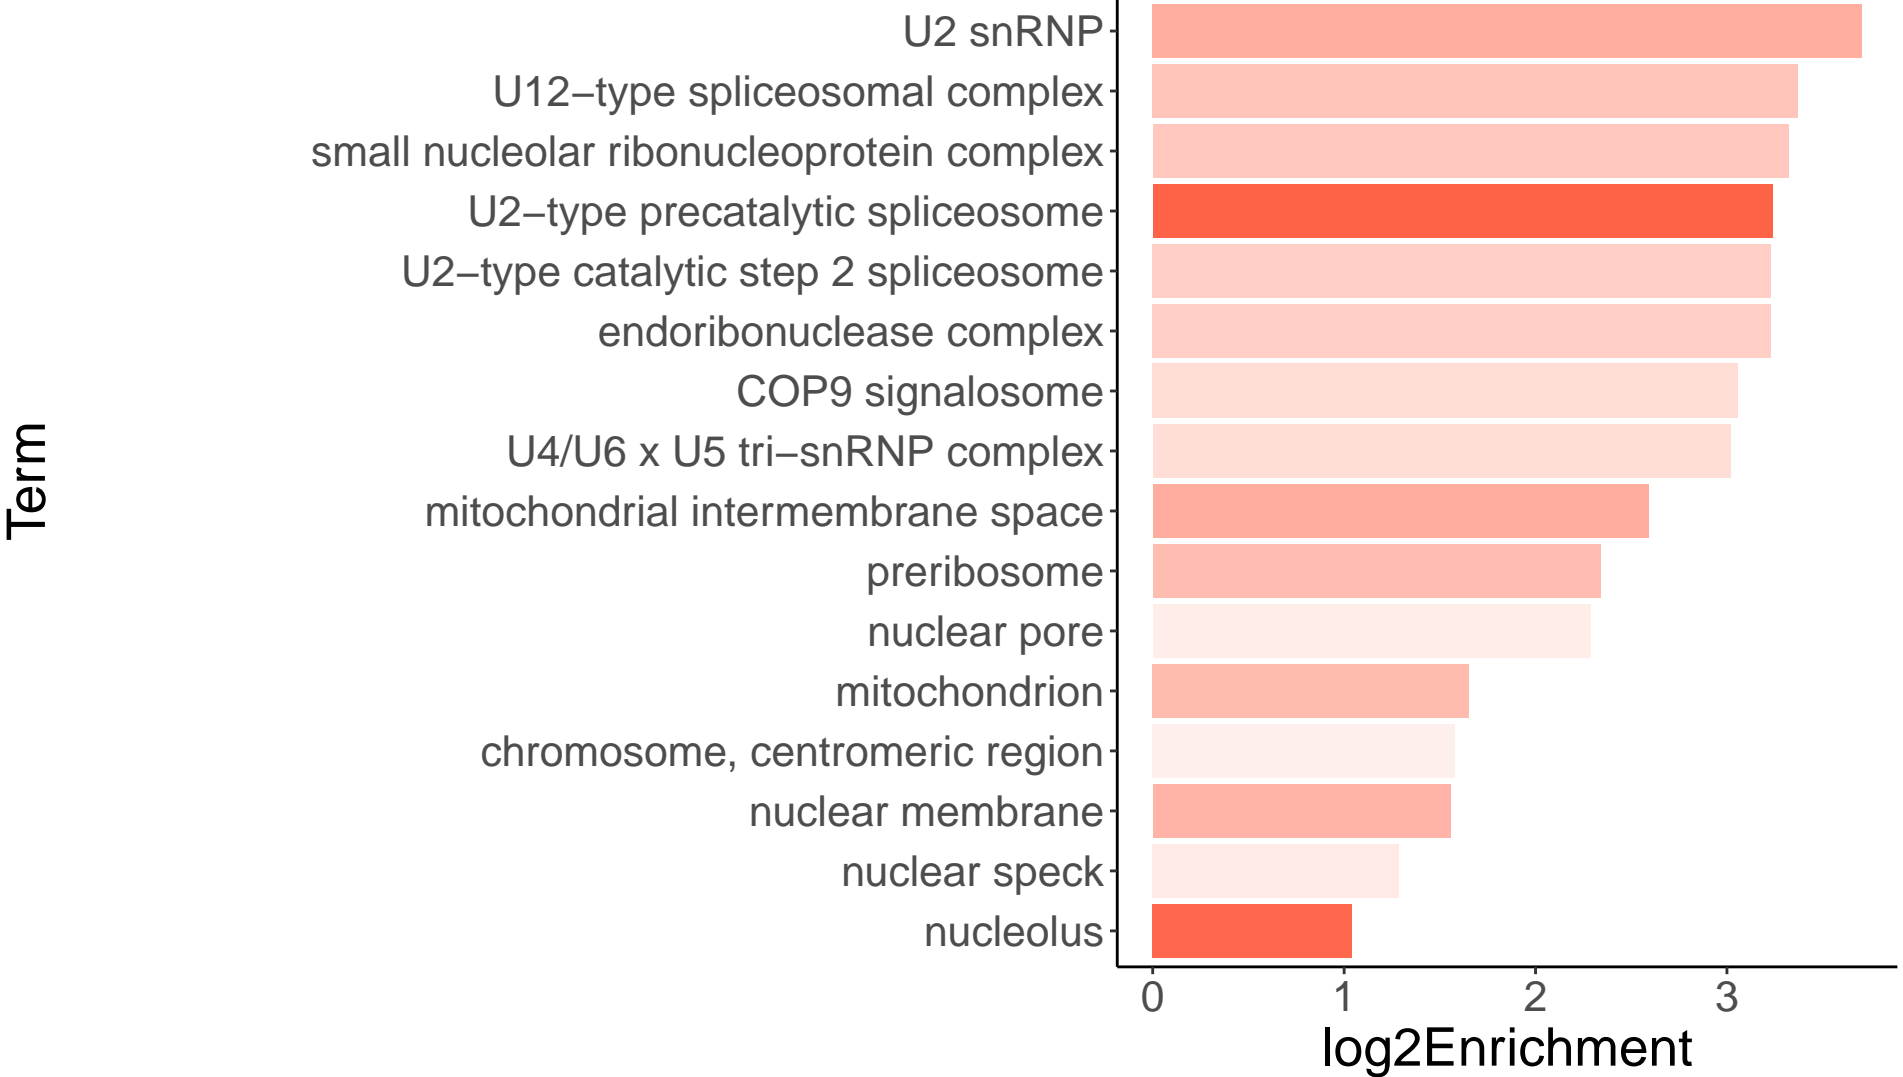 U2 snRNP
U12−type spliceosomal complex
small nucleolar ribonucleoprotein complex
U2−type precatalytic spliceosome
U2−type catalytic step 2 spliceosome
endoribonuclease complex
COP9 signalosome
U4/U6 x U5 tri−snRNP complex
mitochondrial intermembrane space
preribosome
nuclear pore
mitochondrion
chromosome, centromeric region
nuclear membrane
nuclear speck
nucleolus
Term
0 1 2 3
log2Enrichment